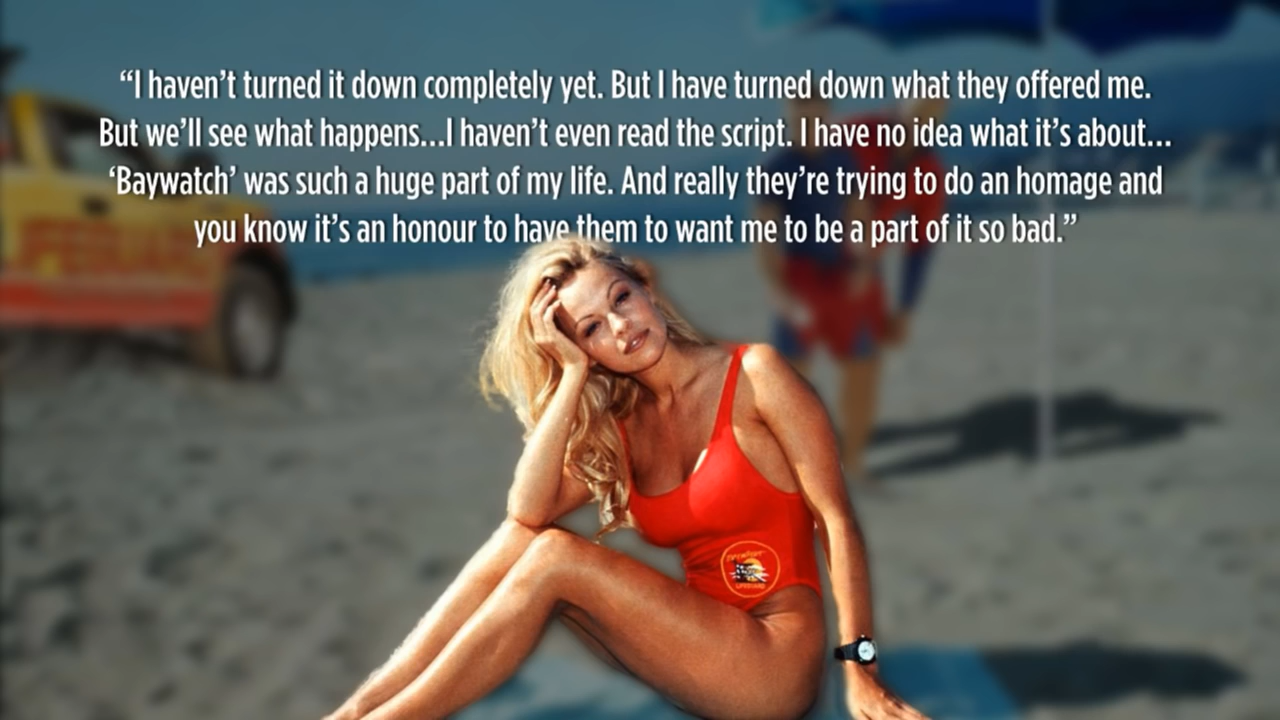 “I haven’t turned it down completely yet. But I have turned down what they offered me.
But we’ll see what happens...I haven’t even read the script. I have no idea what it’s about...
‘Baywatch’ was such a huge part of my life. And really they’re trying to do an homage and
you know it’s an honour to have them to want me to be a part of it so bad.”
LIFEGUARD